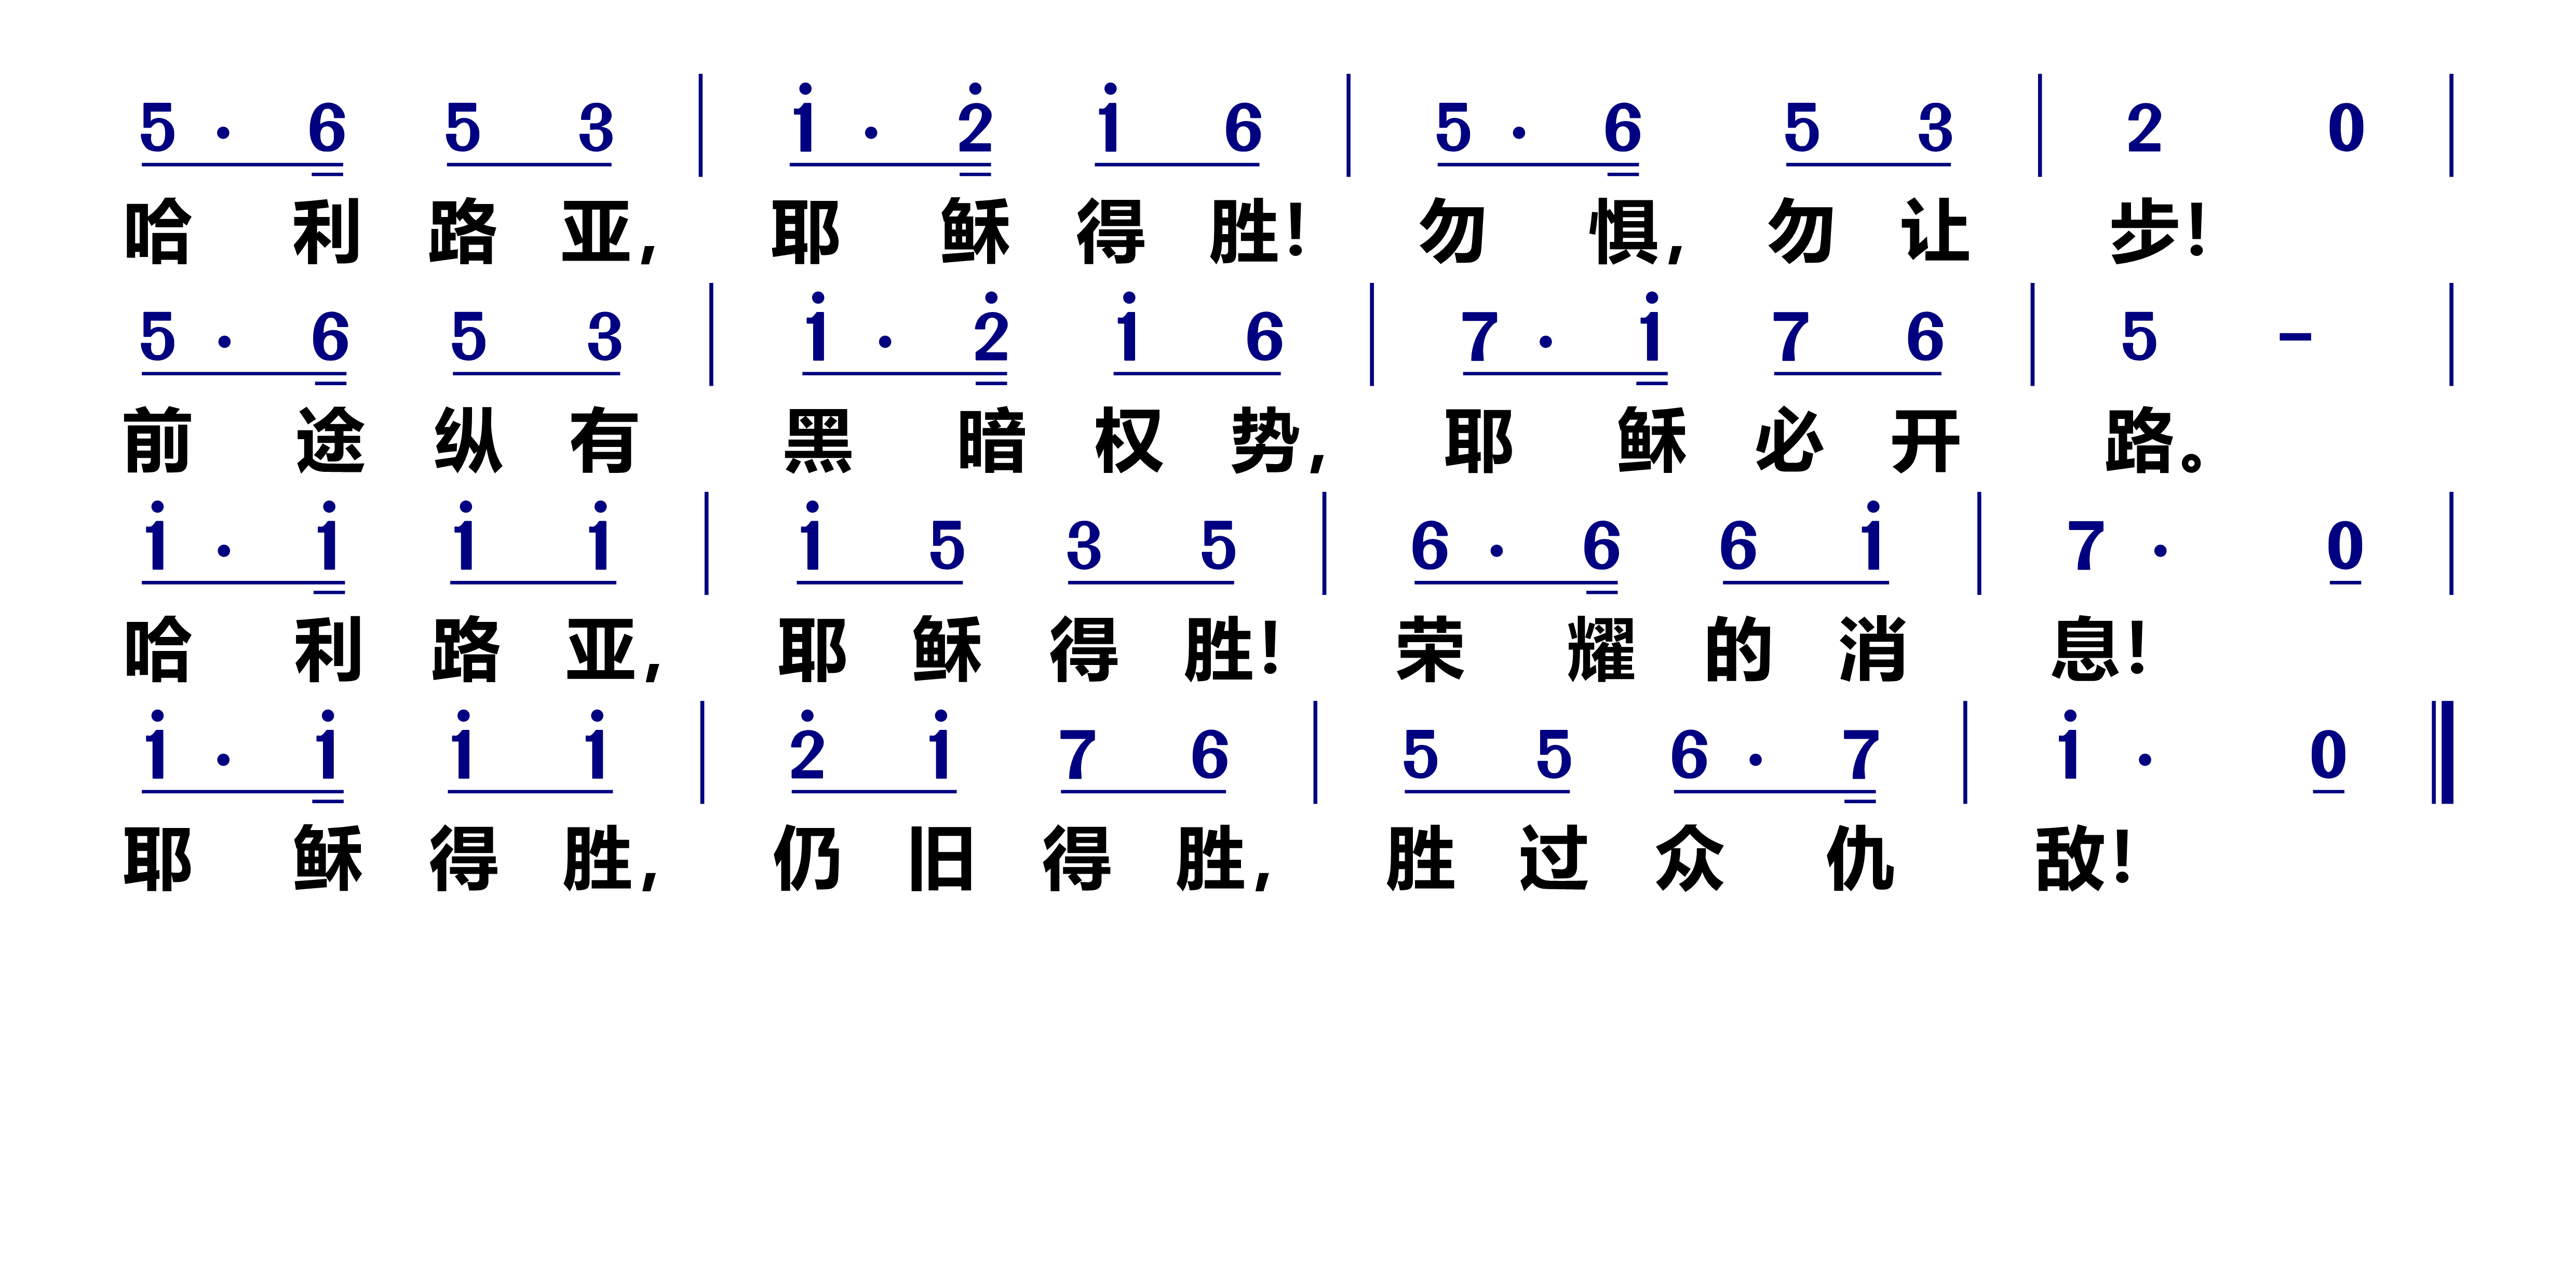 5 · 6 5 3 | i · 2̇ i 6 | 5 · 6 5 3 | 2 0 |
哈 利 路 亚, 耶 稣 得 胜! 勿 惧, 勿 让 步!
5 · 6 5 3 | i · 2̇ i 6 | 7 · i 7 6 | 5 – |
前 途 纵 有 黑 暗 权 势, 耶 稣 必 开 路。
i · i i i | i 5 3 5 | 6 · 6 6 i | 7 · 0 |
哈 利 路 亚, 耶 稣 得 胜! 荣 耀 的 消 息!
i · i i i | 2̇ i 7 6 | 5 5 6 · 7 | i · 0 ‖
耶 稣 得 胜, 仍 旧 得 胜, 胜 过 众 仇 敌!